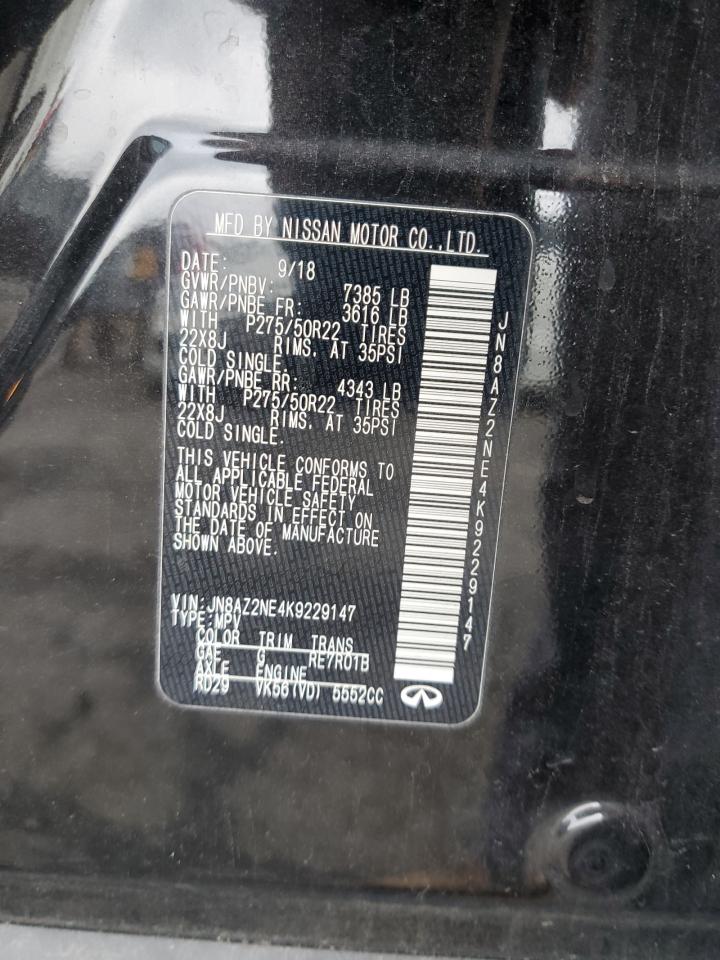 MFD BY NISSAN MOTOR CO.,LTD.
DATE: 9/18
GVWR/PNBV: 7385 LB
GAWR/PNBE FR: 3616 LB
WITH P275/50R22 TIRES
22X8J RIMS. AT 35PSI
COLD SINGLE.
GAWR/PNBE RR: 4343 LB
WITH P275/50R22 TIRES
22X8J RIMS. AT 35PSI
COLD SINGLE.
THIS VEHICLE CONFORMS TO
ALL APPLICABLE FEDERAL
MOTOR VEHICLE SAFETY
STANDARDS IN EFFECT ON
THE DATE OF MANUFACTURE
SHOWN ABOVE.
VIN:JN8AZ2NE4K9229147
TYPE:MPV
COLOR TRIM TRANS
GAE G RE7R01B
AXLE ENGINE
RD29 VK56(VD) 5552CC
JN8AZ2NE4K9229147